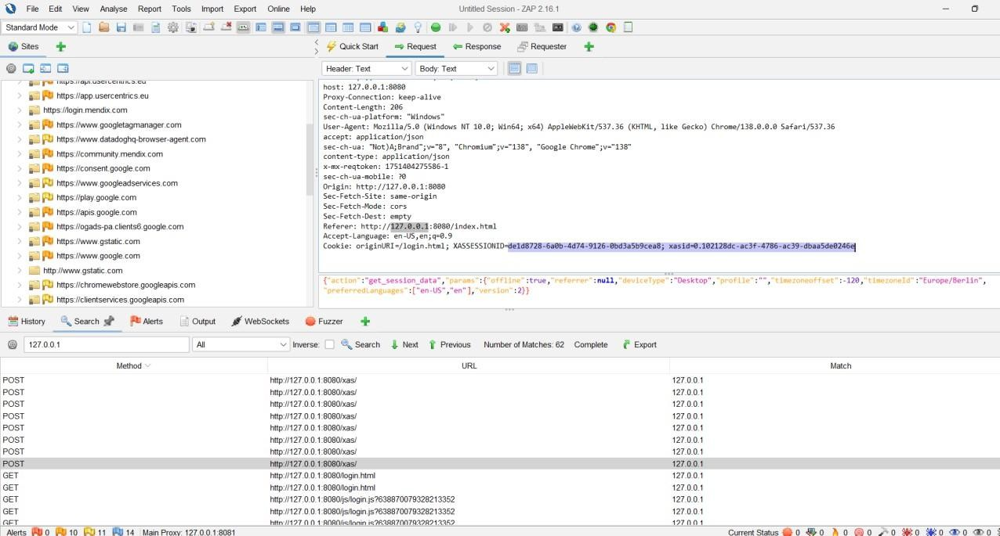 File Edit View Analyse Report Tools Import Export Online Help Untitled Session - ZAP 2.16.1
Standard Mode
Sites
Quick Start Request Response Requester
Header: Text Body: Text
https://api.usercentrics.eu
https://app.usercentrics.eu
https://login.mendix.com
https://www.googletagmanager.com
https://www.datadoghq-browser-agent.com
https://community.mendix.com
https://consent.google.com
https://www.googleadservices.com
https://play.google.com
https://apis.google.com
https://ogads-pa.clients6.google.com
https://www.gstatic.com
https://www.google.com
http://www.gstatic.com
https://chromewebstore.googleapis.com
https://clientservices.googleapis.com
host: 127.0.0.1:8080
Proxy-Connection: keep-alive
Content-Length: 206
sec-ch-ua-platform: "Windows"
User-Agent: Mozilla/5.0 (Windows NT 10.0; Win64; x64) AppleWebKit/537.36 (KHTML, like Gecko) Chrome/138.0.0.0 Safari/537.36
accept: application/json
sec-ch-ua: "Not)A;Brand";v="8", "Chromium";v="138", "Google Chrome";v="138"
content-type: application/json
x-mx-reqtoken: 1751404275586-1
sec-ch-ua-mobile: ?0
Origin: http://127.0.0.1:8080
Sec-Fetch-Site: same-origin
Sec-Fetch-Mode: cors
Sec-Fetch-Dest: empty
Referer: http://127.0.0.1:8080/index.html
Accept-Language: en-US,en;q=0.9
Cookie: originURI=/login.html; XASSESSIONID=de1d8728-6a0b-4d74-9126-0bd3a5b9cea8; xasid=0.102128dc-ac3f-4786-ac39-dbaa5de0246e
{"action":"get_session_data","params":{"offline":true,"referrer":null,"deviceType":"Desktop","profile":"","timezoneoffset":-120,"timezoneId":"Europe/Berlin",
"preferredLanguages":["en-US","en"],"version":2}}
History Search Alerts Output WebSockets Fuzzer
127.0.0.1 All Inverse: Search Next Previous Number of Matches: 62 Complete Export
Method URL Match
POST http://127.0.0.1:8080/xas/ 127.0.0.1
POST http://127.0.0.1:8080/xas/ 127.0.0.1
POST http://127.0.0.1:8080/xas/ 127.0.0.1
POST http://127.0.0.1:8080/xas/ 127.0.0.1
POST http://127.0.0.1:8080/xas/ 127.0.0.1
POST http://127.0.0.1:8080/xas/ 127.0.0.1
POST http://127.0.0.1:8080/xas/ 127.0.0.1
POST http://127.0.0.1:8080/xas/ 127.0.0.1
GET http://127.0.0.1:8080/login.html 127.0.0.1
GET http://127.0.0.1:8080/login.html 127.0.0.1
GET http://127.0.0.1:8080/js/login.js?638870079328213352 127.0.0.1
GET http://127.0.0.1:8080/js/login.js?638870079328213352 127.0.0.1
GET http://127.0.0.1:8080/js/login.js?638870079328213352 127.0.0.1
Alerts 0 10 11 14 Main Proxy: 127.0.0.1:8081 Current Status 0 0 0 0 0 0 0 0 0